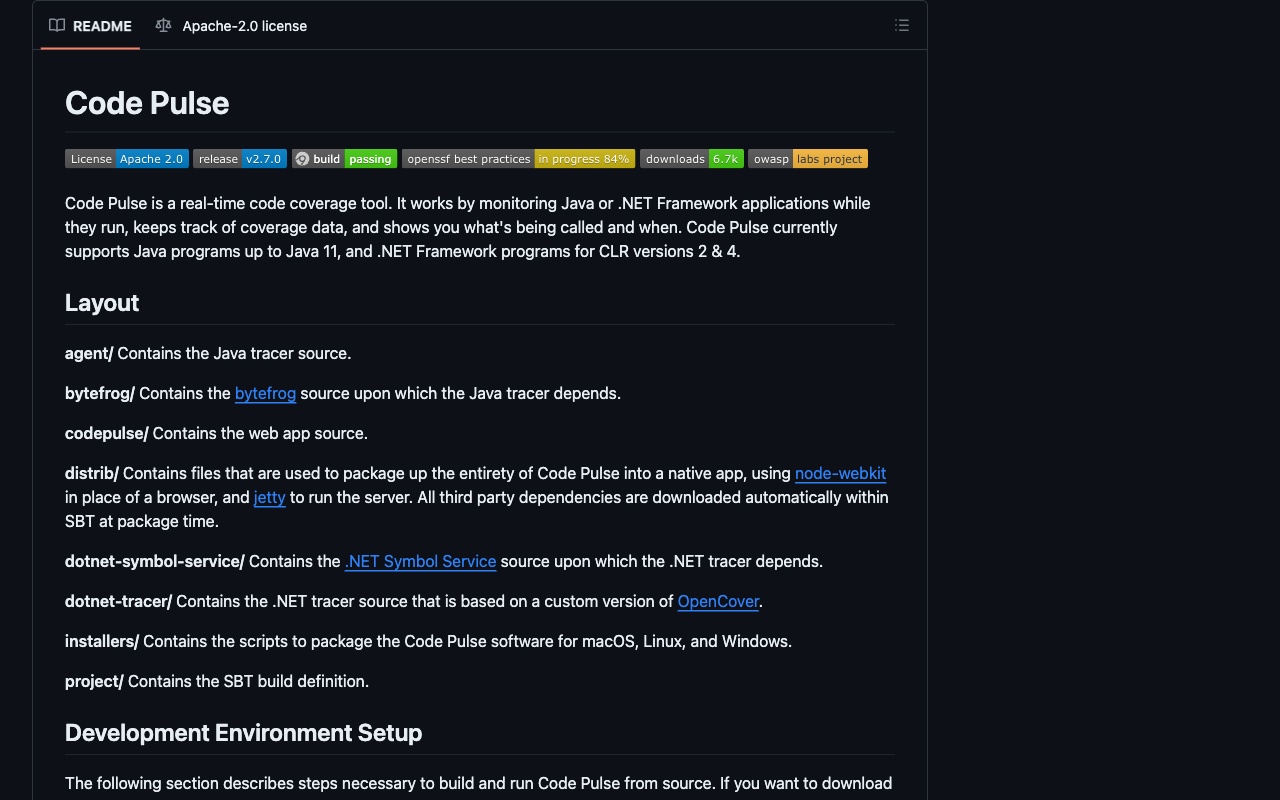 README Apache-2.0 license
Code Pulse
License Apache 2.0 release v2.7.0 build passing openssf best practices in progress 84% downloads 6.7k owasp labs project
Code Pulse is a real-time code coverage tool. It works by monitoring Java or .NET Framework applications while
they run, keeps track of coverage data, and shows you what's being called and when. Code Pulse currently
supports Java programs up to Java 11, and .NET Framework programs for CLR versions 2 & 4.
Layout
agent/ Contains the Java tracer source.
bytefrog/ Contains the bytefrog source upon which the Java tracer depends.
codepulse/ Contains the web app source.
distrib/ Contains files that are used to package up the entirety of Code Pulse into a native app, using node-webkit
in place of a browser, and jetty to run the server. All third party dependencies are downloaded automatically within
SBT at package time.
dotnet-symbol-service/ Contains the .NET Symbol Service source upon which the .NET tracer depends.
dotnet-tracer/ Contains the .NET tracer source that is based on a custom version of OpenCover.
installers/ Contains the scripts to package the Code Pulse software for macOS, Linux, and Windows.
project/ Contains the SBT build definition.
Development Environment Setup
The following section describes steps necessary to build and run Code Pulse from source. If you want to download